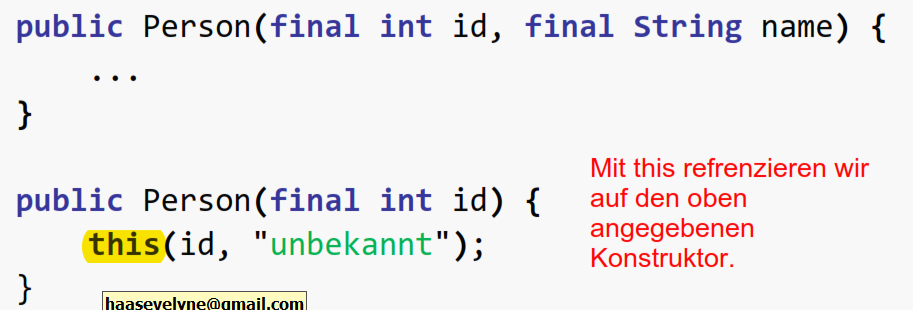 public Person(final int id, final String name) {
...
}
public Person(final int id) {
this(id, "unbekannt");
}
Mit this refrenzieren wir
auf den oben
angegebenen
Konstruktor.
haasevelyne@gmail.com